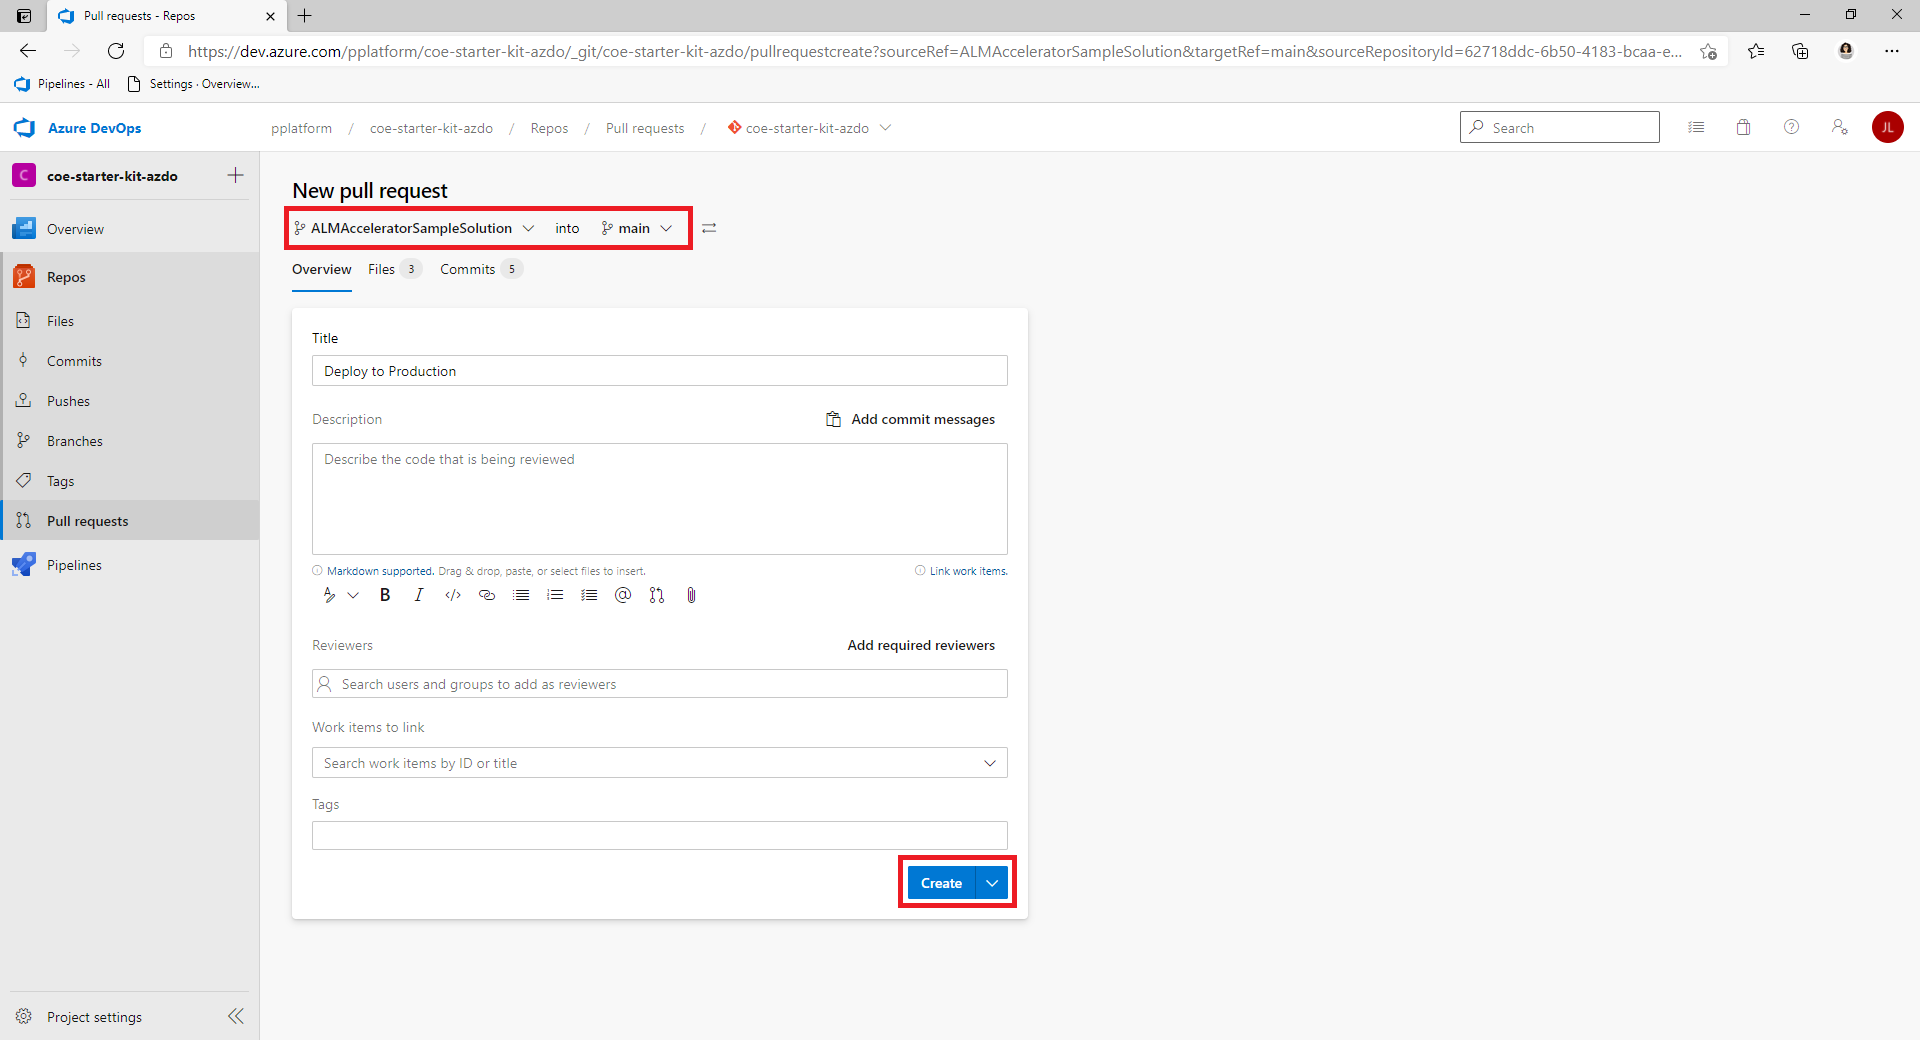 Pull requests - Repos
https://dev.azure.com/pplatform/coe-starter-kit-azdo/_git/coe-starter-kit-azdo/pullrequestcreate?sourceRef=ALMAcceleratorSampleSolution&targetRef=main&sourceRepositoryId=62718ddc-6b50-4183-bcaa-e...
Pipelines - All
Settings · Overview...
Azure DevOps
pplatform / coe-starter-kit-azdo / Repos / Pull requests / coe-starter-kit-azdo
Search
JL
C coe-starter-kit-azdo
Overview
Repos
Files
Commits
Pushes
Branches
Tags
Pull requests
Pipelines
Project settings
New pull request
ALMAcceleratorSampleSolution into main
Overview Files 3 Commits 5
Title
Deploy to Production
Description Add commit messages
Describe the code that is being reviewed
Markdown supported. Drag & drop, paste, or select files to insert. Link work items.
Reviewers Add required reviewers
Search users and groups to add as reviewers
Work items to link
Search work items by ID or title
Tags
Create